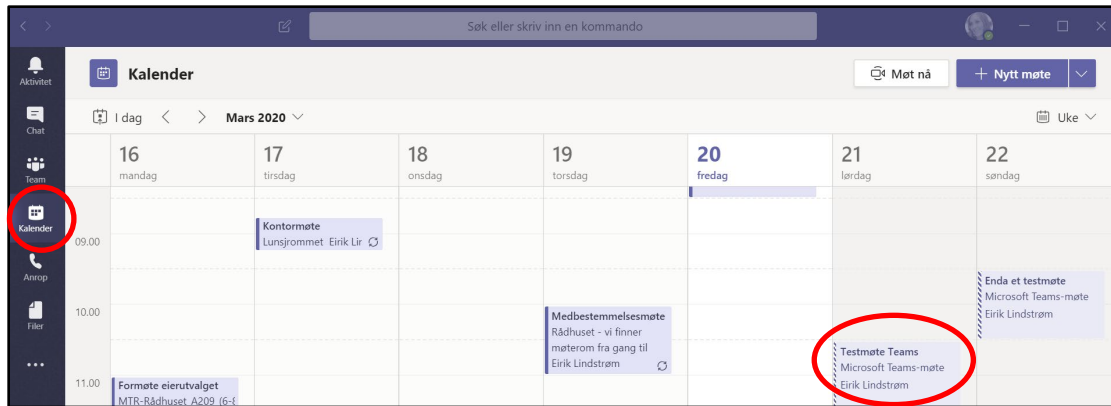 Søk eller skriv inn en kommando
Aktivitet
Chat
Team
Kalender
Anrop
Filer
Kalender
Møt nå
Nytt møte
I dag
Mars 2020
Uke
16
mandag
17
tirsdag
18
onsdag
19
torsdag
20
fredag
21
lørdag
22
søndag
09.00
10.00
11.00
Formøte eierutvalget
MTR-Rådhuset A209 (6-8
Kontormøte
Lunsjrommet Eirik Lir
Medbestemmelsesmøte
Rådhuset - vi finner
møterom fra gang til
Eirik Lindstrøm
Testmøte Teams
Microsoft Teams-møte
Eirik Lindstrøm
Enda et testmøte
Microsoft Teams-møte
Eirik Lindstrøm